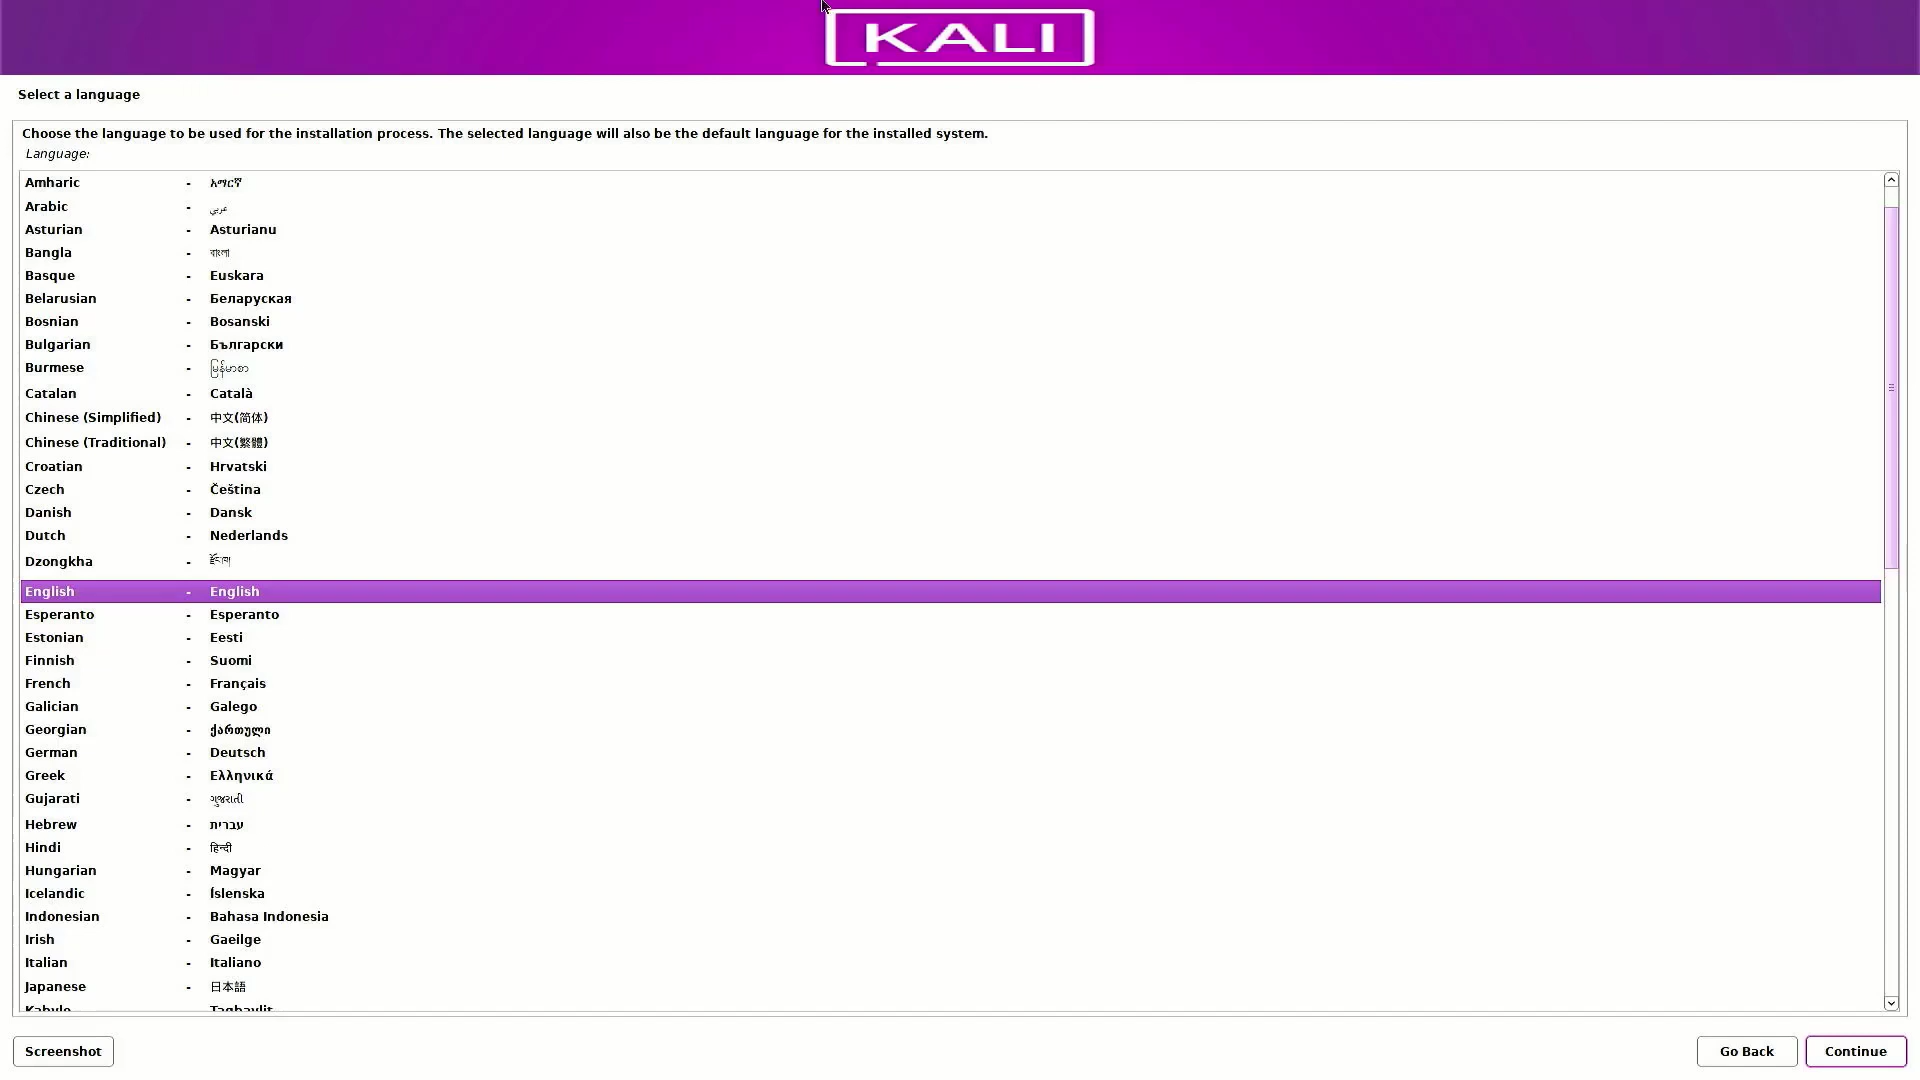 KALI
Select a language
Choose the language to be used for the installation process. The selected language will also be the default language for the installed system.
Language:
Amharic - አማርኛ
Arabic - عربي
Asturian - Asturianu
Bangla - বাংলা
Basque - Euskara
Belarusian - Беларуская
Bosnian - Bosanski
Bulgarian - Български
Burmese - မြန်မာစာ
Catalan - Català
Chinese (Simplified) - 中文(简体)
Chinese (Traditional) - 中文(繁體)
Croatian - Hrvatski
Czech - Čeština
Danish - Dansk
Dutch - Nederlands
Dzongkha - རྫོང་ཁ།
English - English
Esperanto - Esperanto
Estonian - Eesti
Finnish - Suomi
French - Français
Galician - Galego
Georgian - ქართული
German - Deutsch
Greek - Ελληνικά
Gujarati - ગુજરાતી
Hebrew - עברית
Hindi - हिन्दी
Hungarian - Magyar
Icelandic - Íslenska
Indonesian - Bahasa Indonesia
Irish - Gaeilge
Italian - Italiano
Japanese - 日本語
Kabyle - Taqbaylit
Screenshot
Go Back
Continue